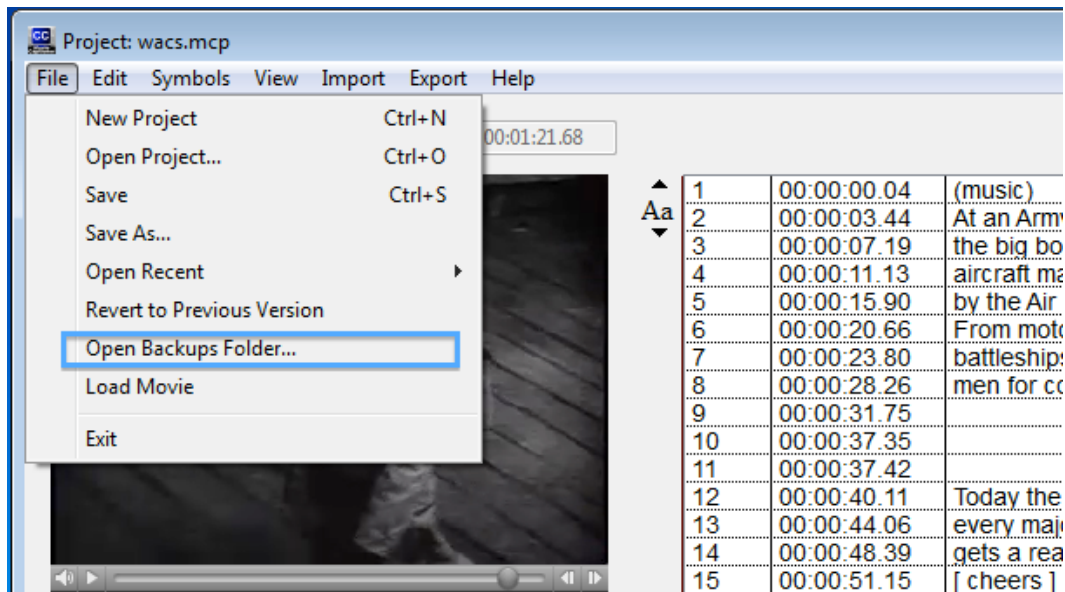 Project: wacs.mcp
File Edit Symbols View Import Export Help
New Project Ctrl+N
Open Project... Ctrl+O
Save Ctrl+S
Save As...
Open Recent
Revert to Previous Version
Open Backups Folder...
Load Movie
Exit
00:01:21.68
Aa
1 00:00:00.04 (music)
2 00:00:03.44 At an Army
3 00:00:07.19 the big bo
4 00:00:11.13 aircraft ma
5 00:00:15.90 by the Air
6 00:00:20.66 From moto
7 00:00:23.80 battleships
8 00:00:28.26 men for co
9 00:00:31.75
10 00:00:37.35
11 00:00:37.42
12 00:00:40.11 Today the
13 00:00:44.06 every majo
14 00:00:48.39 gets a rea
15 00:00:51.15 [ cheers ]